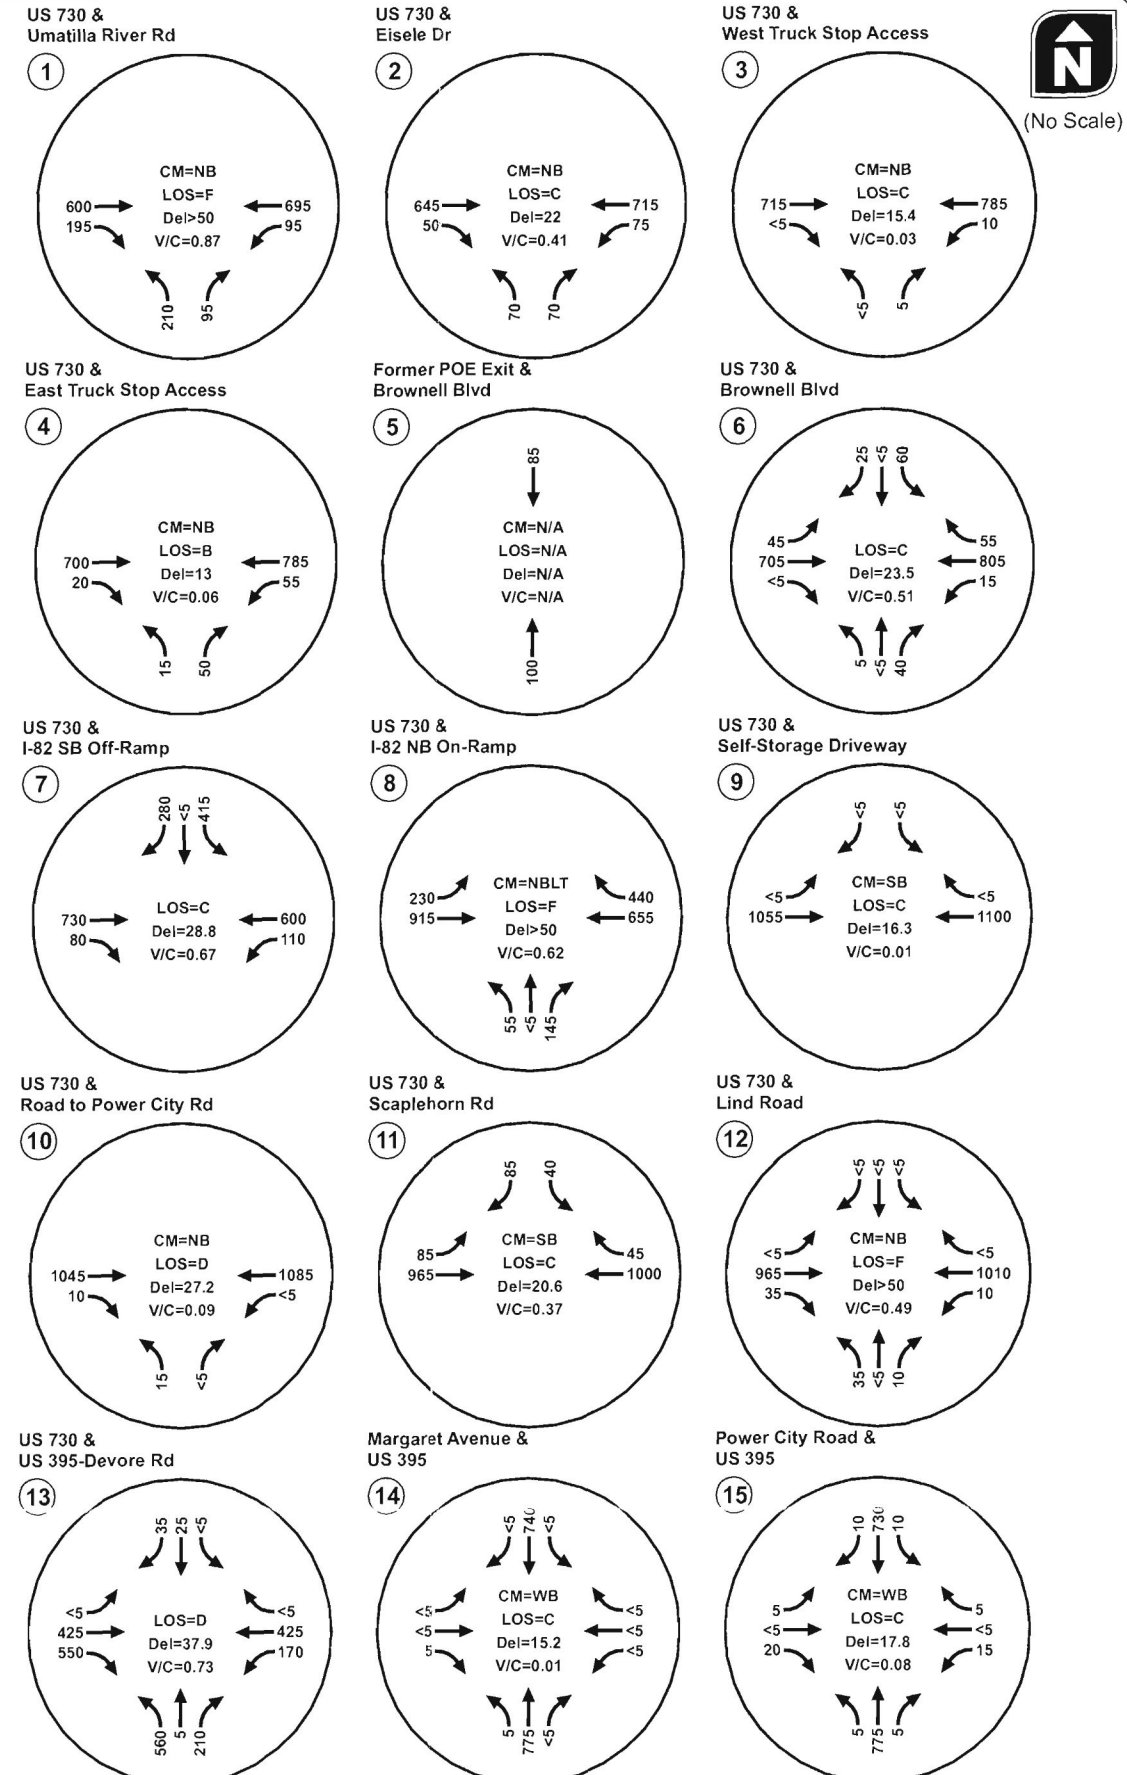 US 730 &
Umatilla River Rd
1
CM=NB
LOS=F
Del>50
V/C=0.87
600
195
695
95
210
95
US 730 &
Eisele Dr
2
CM=NB
LOS=C
Del=22
V/C=0.41
645
50
715
75
70
70
US 730 &
West Truck Stop Access
3
CM=NB
LOS=C
Del=15.4
V/C=0.03
715
<5
785
10
<5
5
N
(No Scale)
US 730 &
East Truck Stop Access
4
CM=NB
LOS=B
Del=13
V/C=0.06
700
20
785
55
15
50
Former POE Exit &
Brownell Blvd
5
85
CM=N/A
LOS=N/A
Del=N/A
V/C=N/A
100
US 730 &
Brownell Blvd
6
25 <5 60
45
705
<5
LOS=C
Del=23.5
V/C=0.51
55
805
15
5 <5 40
US 730 &
I-82 SB Off-Ramp
7
280 <5 415
730
80
LOS=C
Del=28.8
V/C=0.67
600
110
US 730 &
I-82 NB On-Ramp
8
230
915
CM=NBLT
LOS=F
Del>50
V/C=0.62
440
655
55 <5 145
US 730 &
Self-Storage Driveway
9
<5 <5
<5
1055
CM=SB
LOS=C
Del=16.3
V/C=0.01
<5
1100
US 730 &
Road to Power City Rd
10
CM=NB
LOS=D
Del=27.2
V/C=0.09
1045
10
1085
<5
15 <5
US 730 &
Scaplehorn Rd
11
85 40
85
965
CM=SB
LOS=C
Del=20.6
V/C=0.37
45
1000
US 730 &
Lind Road
12
<5 <5 <5
<5
965
35
CM=NB
LOS=F
Del>50
V/C=0.49
<5
1010
10
35 <5 10
US 730 &
US 395-Devore Rd
13
35 25 <5
<5
425
550
LOS=D
Del=37.9
V/C=0.73
<5
425
170
560 5 210
Margaret Avenue &
US 395
14
<5 740 <5
<5
<5
5
CM=WB
LOS=C
Del=15.2
V/C=0.01
<5
<5
<5
5 775 <5
Power City Road &
US 395
15
10 730 10
5
<5
20
CM=WB
LOS=C
Del=17.8
V/C=0.08
5
<5
15
5 775 5